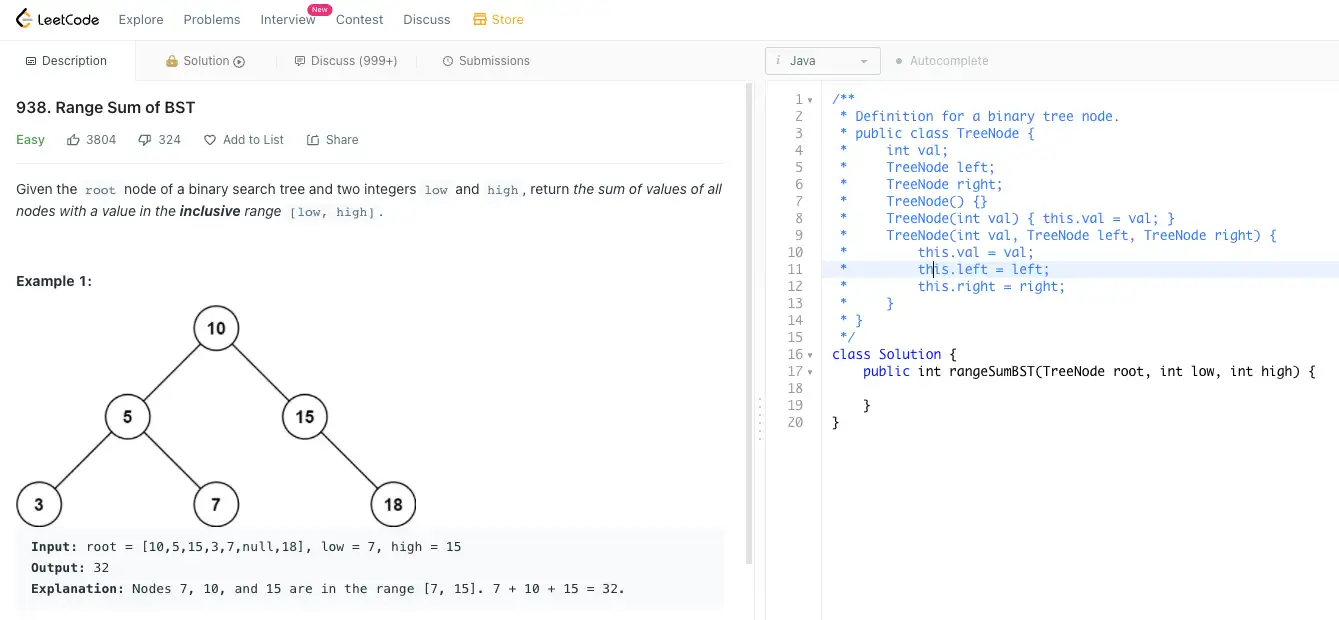 LeetCode Explore Problems Interview New Contest Discuss Store
Description Solution Discuss (999+) Submissions
i Java Autocomplete
938. Range Sum of BST
Easy 3804 324 Add to List Share
Given the root node of a binary search tree and two integers low and high, return the sum of values of all
nodes with a value in the inclusive range [low, high].
Example 1:
10
5 15
3 7 18
Input: root = [10,5,15,3,7,null,18], low = 7, high = 15
Output: 32
Explanation: Nodes 7, 10, and 15 are in the range [7, 15]. 7 + 10 + 15 = 32.
1 /**
2  * Definition for a binary tree node.
3  * public class TreeNode {
4  *     int val;
5  *     TreeNode left;
6  *     TreeNode right;
7  *     TreeNode() {}
8  *     TreeNode(int val) { this.val = val; }
9  *     TreeNode(int val, TreeNode left, TreeNode right) {
10  *         this.val = val;
11  *         this.left = left;
12  *         this.right = right;
13  *     }
14  * }
15  */
16 class Solution {
17     public int rangeSumBST(TreeNode root, int low, int high) {
18
19     }
20 }